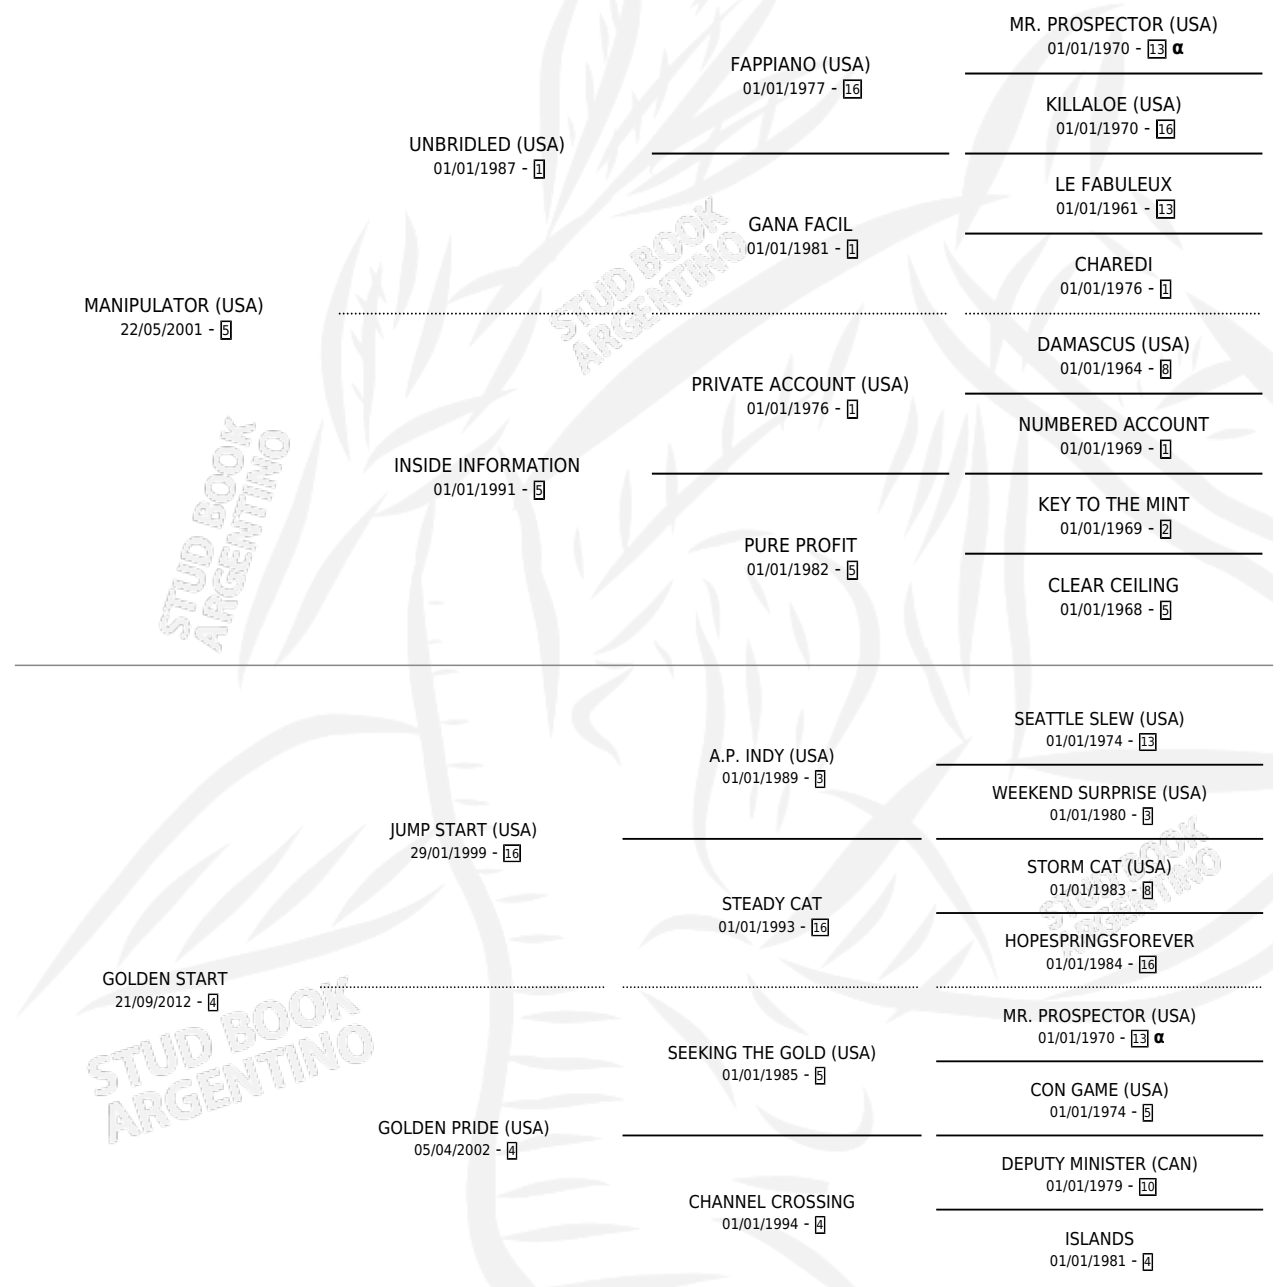 MR. PROSPECTOR (USA)
01/01/1970 - 13 α
FAPPIANO (USA)
01/01/1977 - 16
KILLALOE (USA)
01/01/1970 - 16
UNBRIDLED (USA)
01/01/1987 - 1
LE FABULEUX
01/01/1961 - 13
GANA FACIL
01/01/1981 - 1
CHAREDI
01/01/1976 - 1
MANIPULATOR (USA)
22/05/2001 - 5
DAMASCUS (USA)
01/01/1964 - 8
PRIVATE ACCOUNT (USA)
01/01/1976 - 1
NUMBERED ACCOUNT
01/01/1969 - 1
INSIDE INFORMATION
01/01/1991 - 5
KEY TO THE MINT
01/01/1969 - 2
PURE PROFIT
01/01/1982 - 5
CLEAR CEILING
01/01/1968 - 5
STUD BOOK
ARGENTINO
STUD BOOK
ARGENTINO
SEATTLE SLEW (USA)
01/01/1974 - 13
A.P. INDY (USA)
01/01/1989 - 3
WEEKEND SURPRISE (USA)
01/01/1980 - 3
JUMP START (USA)
29/01/1999 - 16
STORM CAT (USA)
01/01/1983 - 8
STEADY CAT
01/01/1993 - 16
HOPESPRINGSFOREVER
01/01/1984 - 16
GOLDEN START
21/09/2012 - 4
MR. PROSPECTOR (USA)
01/01/1970 - 13 α
SEEKING THE GOLD (USA)
01/01/1985 - 5
CON GAME (USA)
01/01/1974 - 5
GOLDEN PRIDE (USA)
05/04/2002 - 4
DEPUTY MINISTER (CAN)
01/01/1979 - 10
CHANNEL CROSSING
01/01/1994 - 4
ISLANDS
01/01/1981 - 4
STUD BOOK
ARGENTINO
STUD BOOK
ARGENTINO